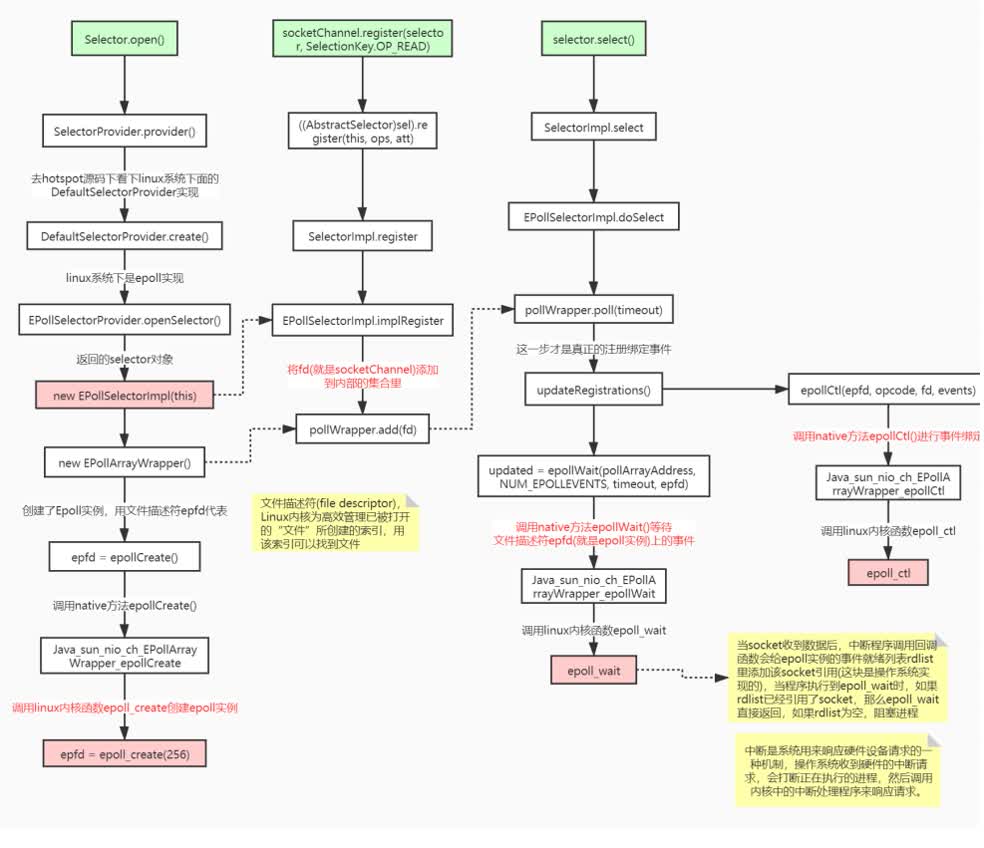 Selector.open()
SelectorProvider.provider()
去hotspot源码下看下linux系统下面的
DefaultSelectorProvider实现
DefaultSelectorProvider.create()
linux系统下是epoll实现
EPollSelectorProvider.openSelector()
返回的selector对象
new EPollSelectorImpl(this)
new EPollArrayWrapper()
创建了Epoll实例，用文件描述符epfd代表
epfd = epollCreate()
调用native方法epollCreate()
Java_sun_nio_ch_EPollArray
Wrapper_epollCreate
调用linux内核函数epoll_create创建epoll实例
epfd = epoll_create(256)
socketChannel.register(selecto
r, SelectionKey.OP_READ)
((AbstractSelector)sel).re
gister(this, ops, att)
SelectorImpl.register
EPollSelectorImpl.implRegister
将fd(就是socketChannel)添加
到内部的集合里
pollWrapper.add(fd)
文件描述符(file descriptor)，
Linux内核为高效管理已被打开
的“文件”所创建的索引，用
该索引可以找到文件
selector.select()
SelectorImpl.select
EPollSelectorImpl.doSelect
pollWrapper.poll(timeout)
这一步才是真正的注册绑定事件
updateRegistrations()
updated = epollWait(pollArrayAddress,
NUM_EPOLLEVENTS, timeout, epfd)
调用native方法epollWait()等待
文件描述符epfd(就是epoll实例)上的事件
Java_sun_nio_ch_EPollA
rrayWrapper_epollWait
调用linux内核函数epoll_wait
epoll_wait
epollCtl(epfd, opcode, fd, events)
调用native方法epollCtl()进行事件绑定
Java_sun_nio_ch_EPollA
rrayWrapper_epollCtl
调用linux内核函数epoll_ctl
epoll_ctl
当socket收到数据后，中断程序调用回调
函数会给epoll实例的事件就绪列表rdlist
里添加该socket引用(这块是操作系统实
现的)，当程序执行到epoll_wait时，如果
rdlist已经引用了socket，那么epoll_wait
直接返回，如果rdlist为空，阻塞进程
中断是系统用来响应硬件设备请求的一
种机制，操作系统收到硬件的中断请
求，会打断正在执行的进程，然后调用
内核中的中断处理程序来响应请求。